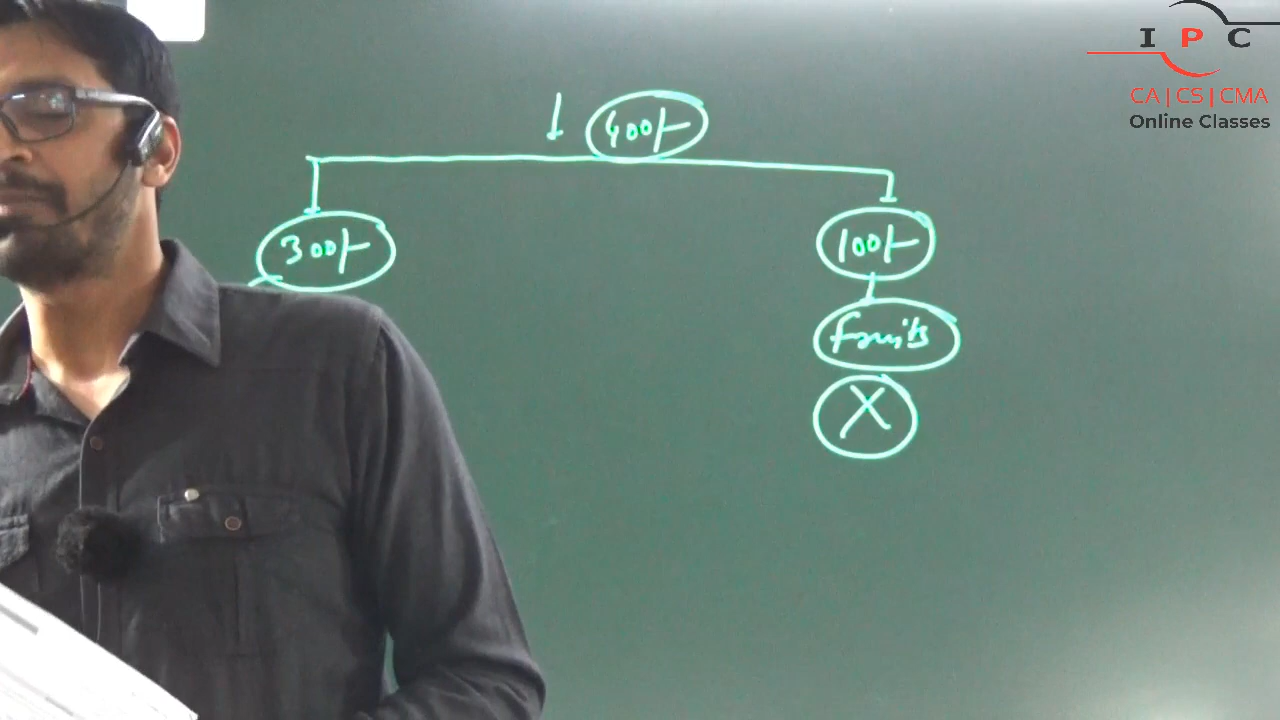 I P C
CA | CS | CMA
Online Classes
400/-
300/-
100/-
Fruits
X